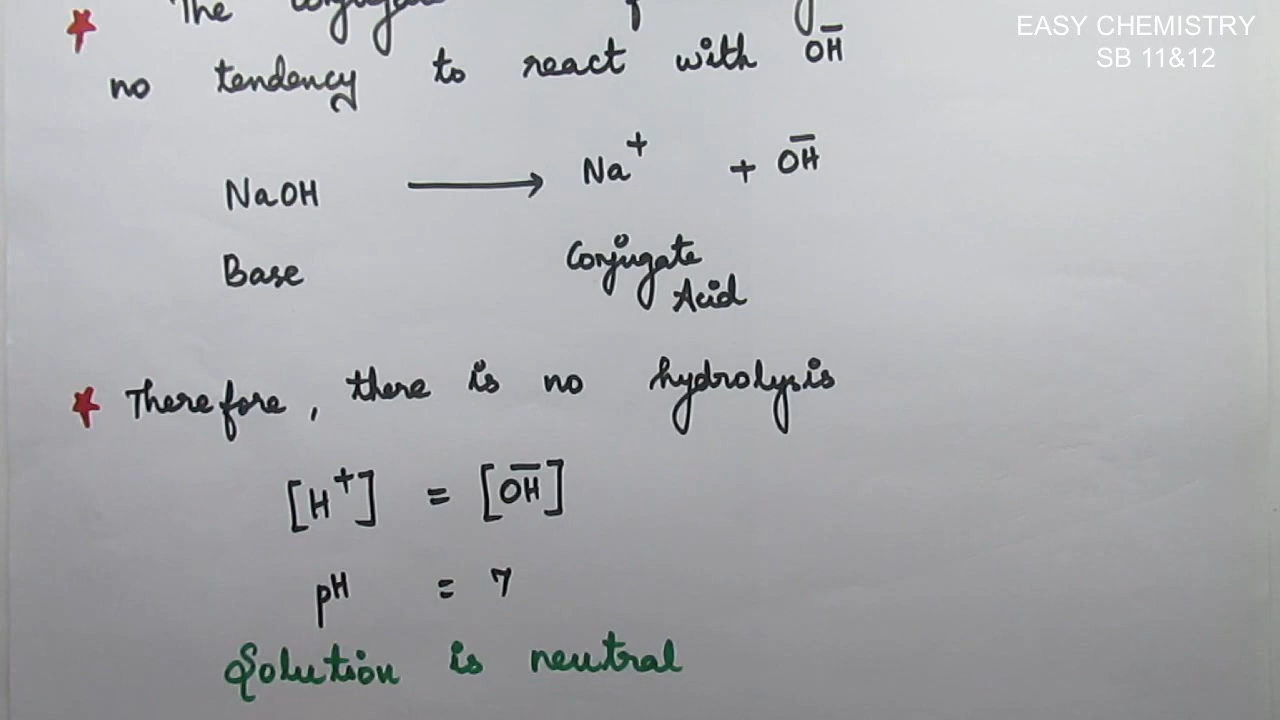 EASY CHEMISTRY
SB 11&12
The
no tendency to react with OH̅
NaOH ⟶ Na⁺ + OH̅
Base Conjugate
Acid
Therefore, there is no hydrolysis
[H⁺] = [OH̅]
pH = 7
Solution is neutral